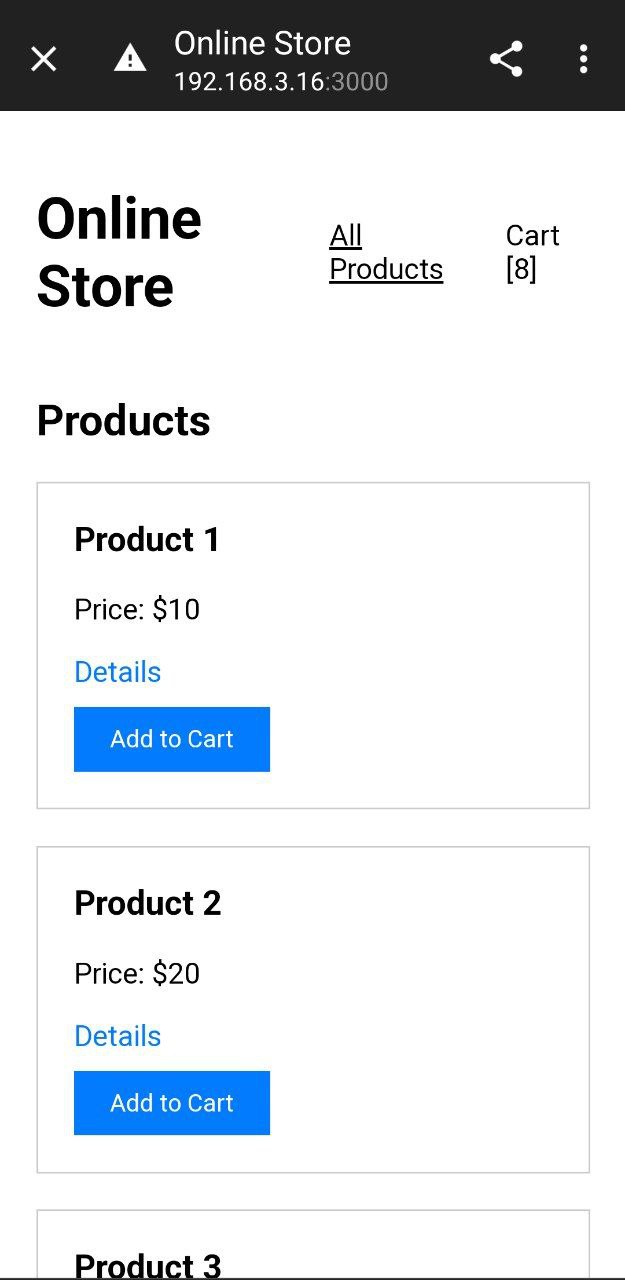 Online Store
192.168.3.16:3000
Online
Store
All
Products
Cart
[8]
Products
Product 1
Price: $10
Details
Add to Cart
Product 2
Price: $20
Details
Add to Cart
Product 3